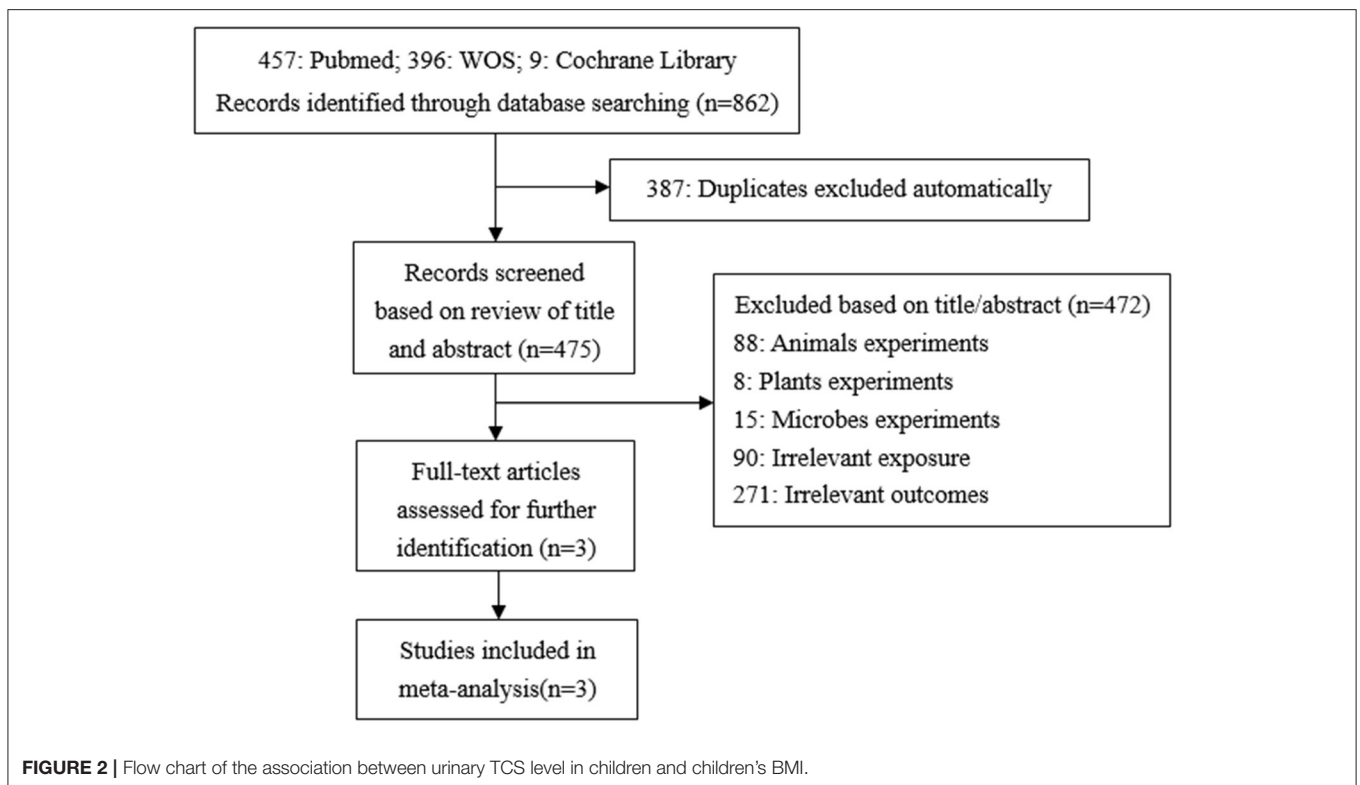 457: Pubmed; 396: WOS; 9: Cochrane Library
Records identified through database searching (n=862)
387: Duplicates excluded automatically
Records screened
based on review of title
and abstract (n=475)
Excluded based on title/abstract (n=472)
88: Animals experiments
8: Plants experiments
15: Microbes experiments
90: Irrelevant exposure
271: Irrelevant outcomes
Full-text articles
assessed for further
identification (n=3)
Studies included in
meta-analysis(n=3)
FIGURE 2 | Flow chart of the association between urinary TCS level in children and children's BMI.